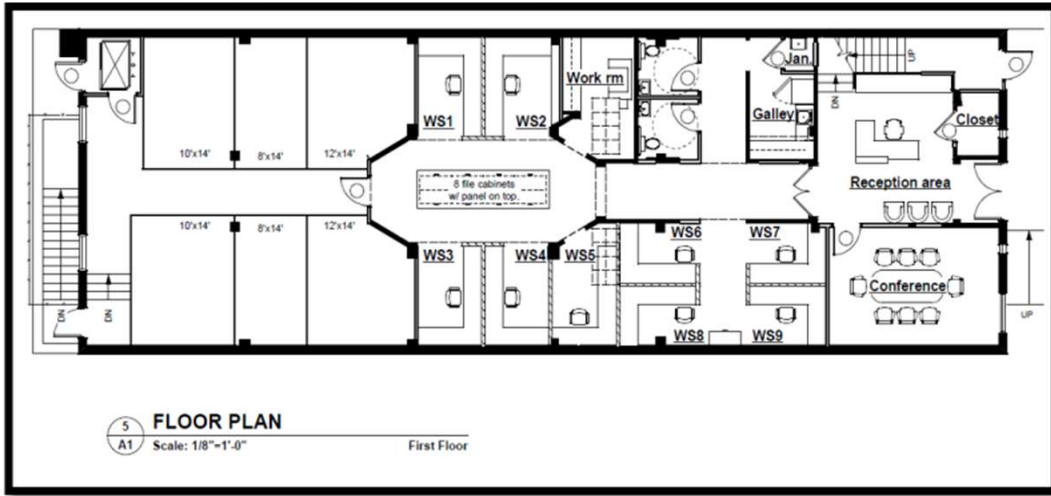 Jan.
UP
WS1
WS2
Work rm
DN
Galley
Closet
10'x14'
8'x14'
12'x14'
8 file cabinets
w/ panel on top.
Reception area
10'x14'
8'x14'
12'x14'
WS6
WS7
WS3
WS4
WS5
Conference
DN
DN
UP
WS8
WS9
5
A1
FLOOR PLAN
Scale: 1/8"=1'-0"
First Floor